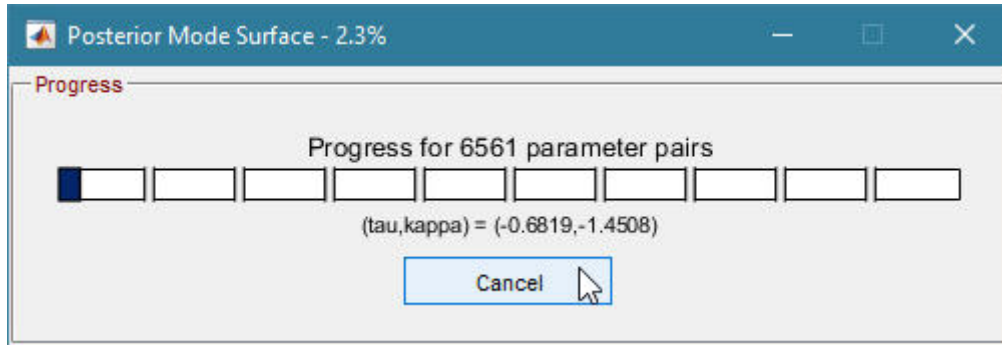 Posterior Mode Surface - 2.3%
Progress
Progress for 6561 parameter pairs
(tau,kappa) = (-0.6819,-1.4508)
Cancel